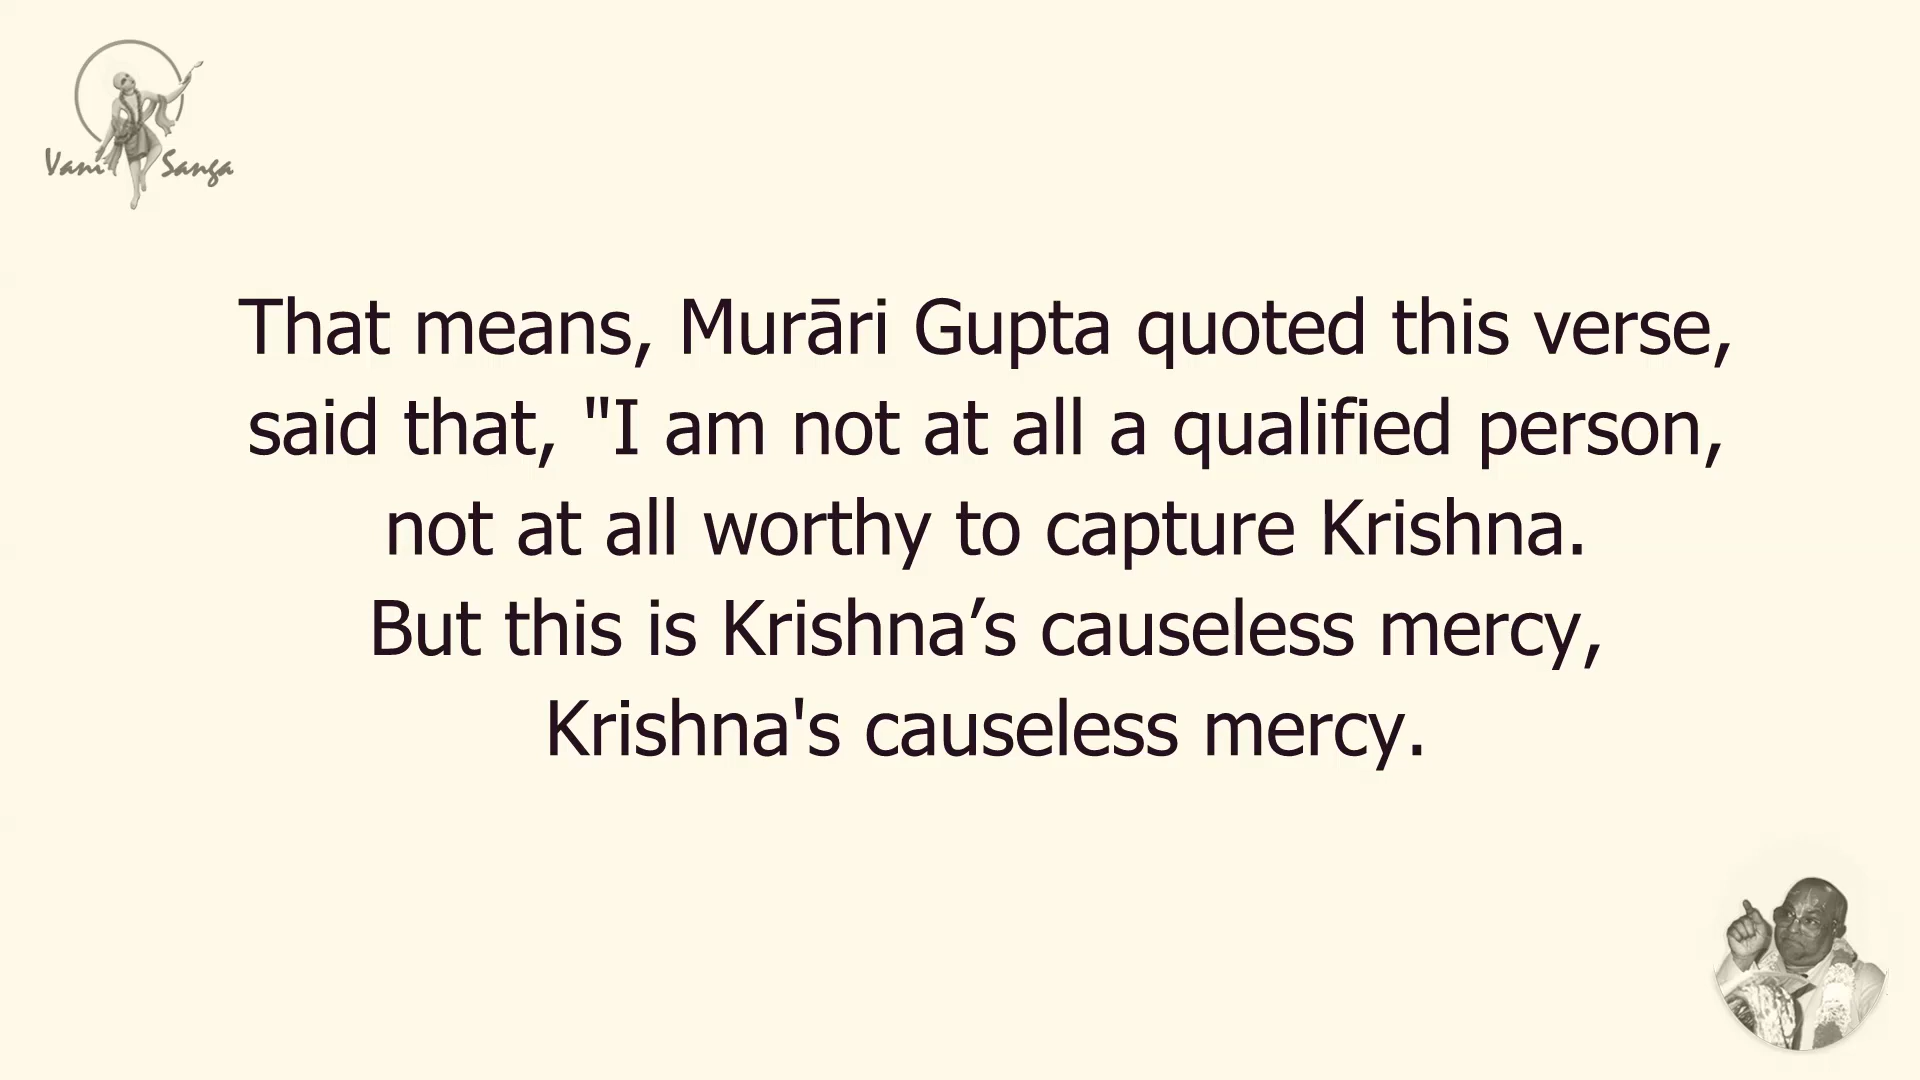 Vani Sanga
That means, Murāri Gupta quoted this verse,
said that, "I am not at all a qualified person,
not at all worthy to capture Krishna.
But this is Krishna’s causeless mercy,
Krishna's causeless mercy.